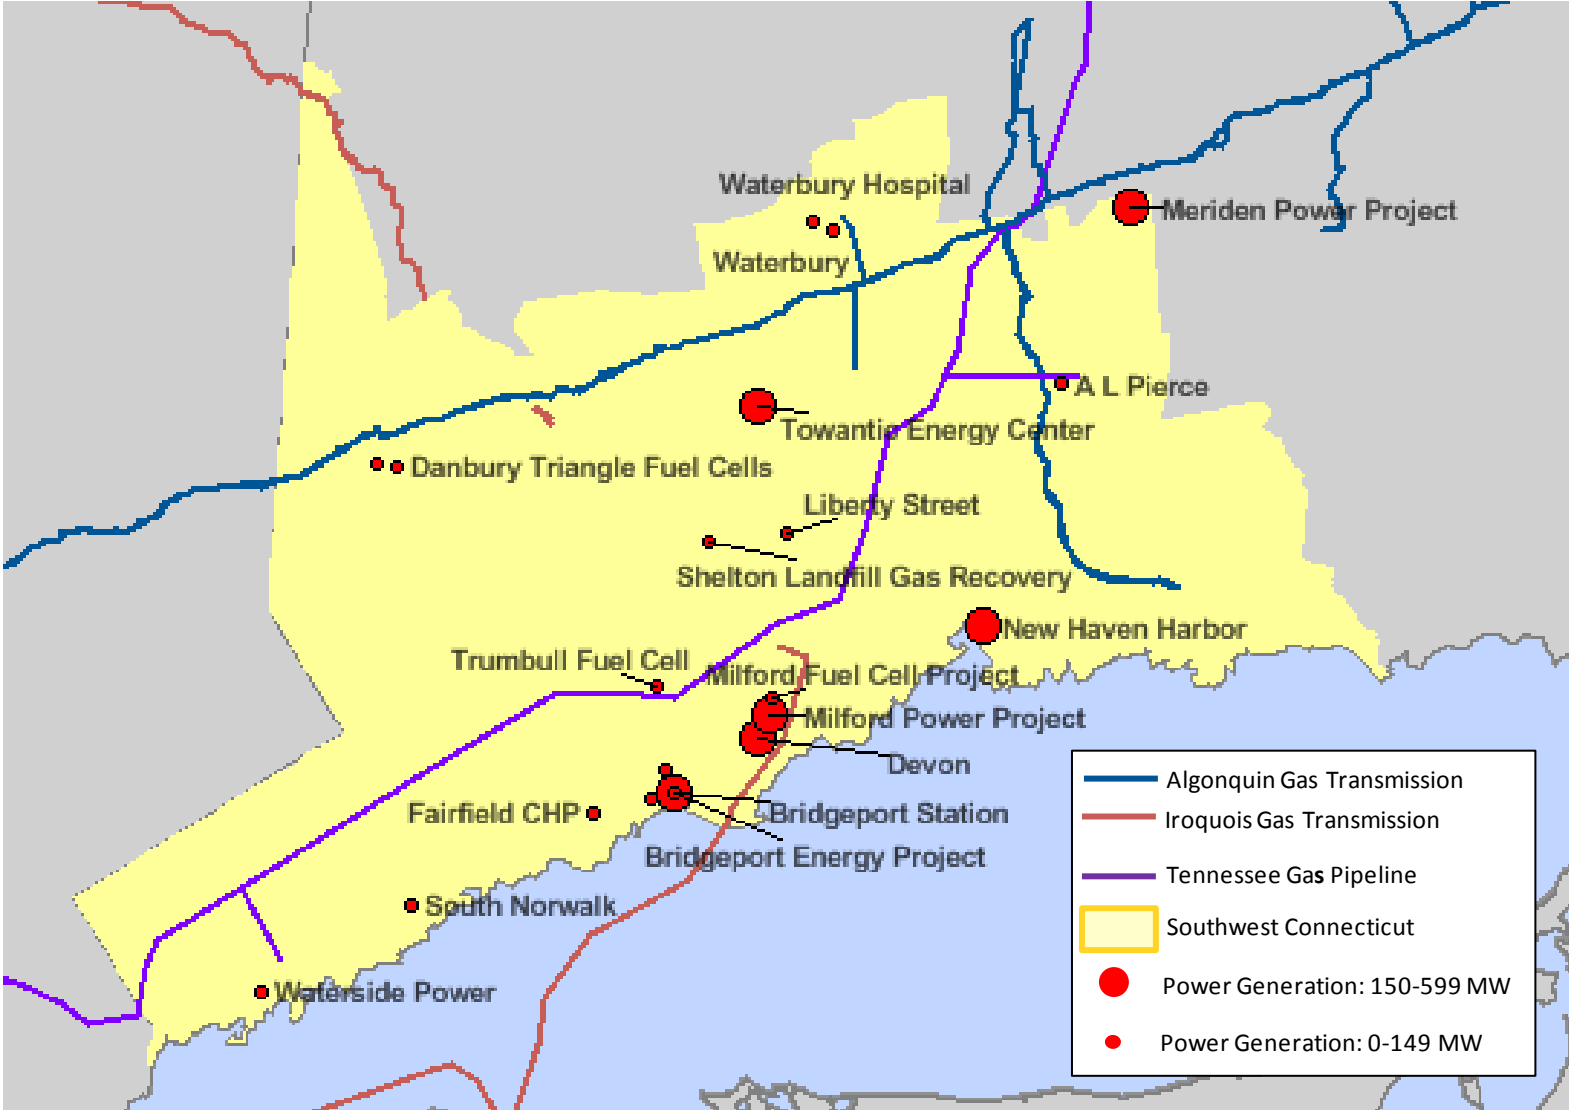 Waterbury Hospital
Meriden Power Project
Waterbury
A L Pierce
Towantic Energy Center
Danbury Triangle Fuel Cells
Liberty Street
Shelton Landfill Gas Recovery
New Haven Harbor
Trumbull Fuel Cell
Milford Fuel Cell Project
Milford Power Project
Devon
Fairfield CHP
Bridgeport Station
Bridgeport Energy Project
South Norwalk
Waterside Power
Algonquin Gas Transmission
Iroquois Gas Transmission
Tennessee Gas Pipeline
Southwest Connecticut
Power Generation: 150-599 MW
Power Generation: 0-149 MW